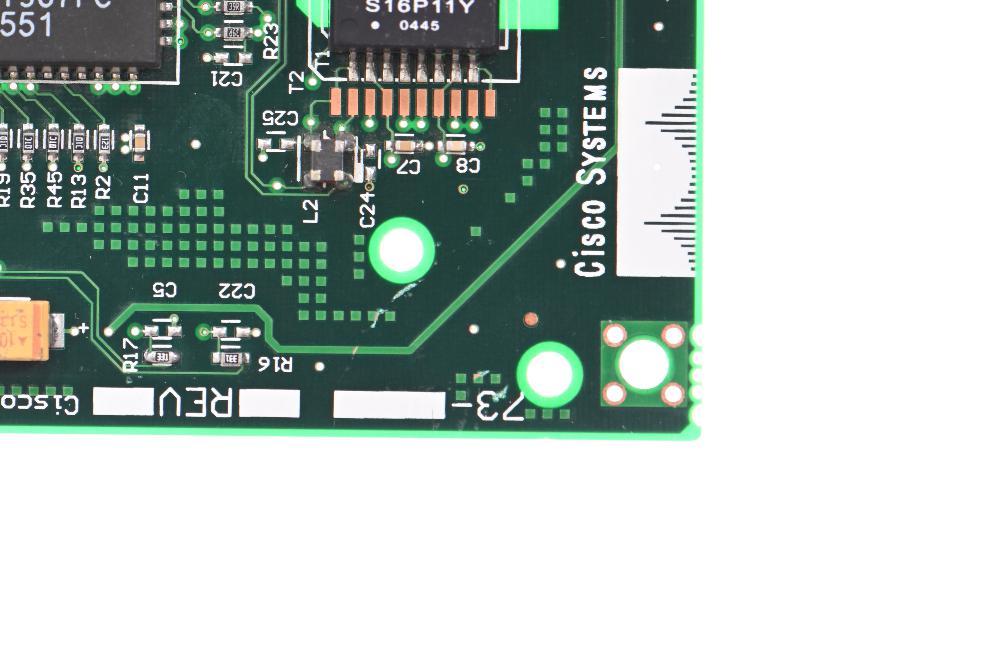 551
S16P11Y
0445
R23
C21
T1
T2
C25
C7
C8
R19
R35
R45
R13
R2
C11
L2
C24
CISCO SYSTEMS
C5
C22
+
R17
R16
Cisco
REV
73-